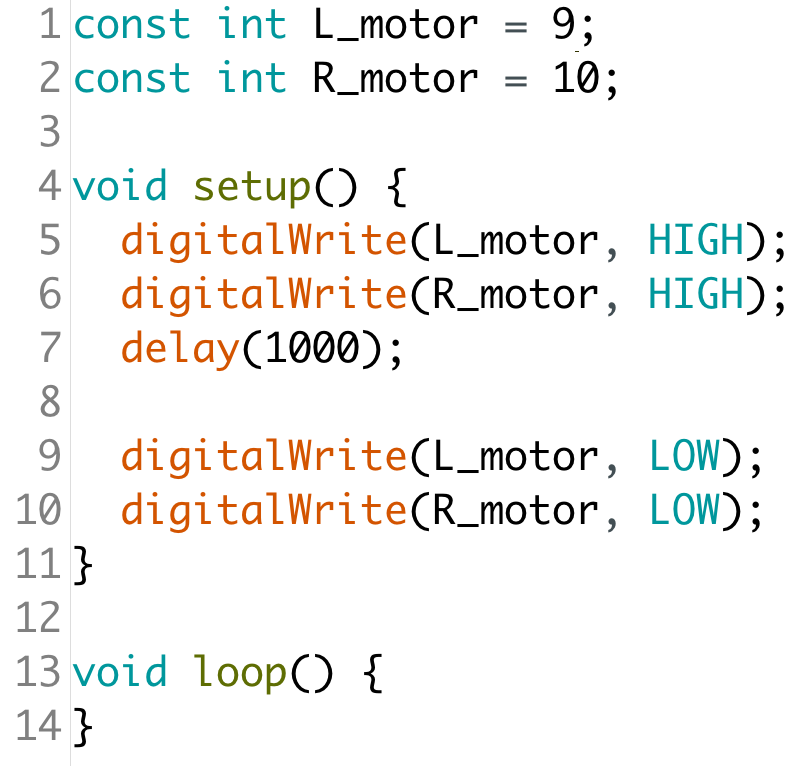 1 const int L_motor = 9;
2 const int R_motor = 10;
3
4 void setup() {
5   digitalWrite(L_motor, HIGH);
6   digitalWrite(R_motor, HIGH);
7   delay(1000);
8
9   digitalWrite(L_motor, LOW);
10   digitalWrite(R_motor, LOW);
11 }
12
13 void loop() {
14 }